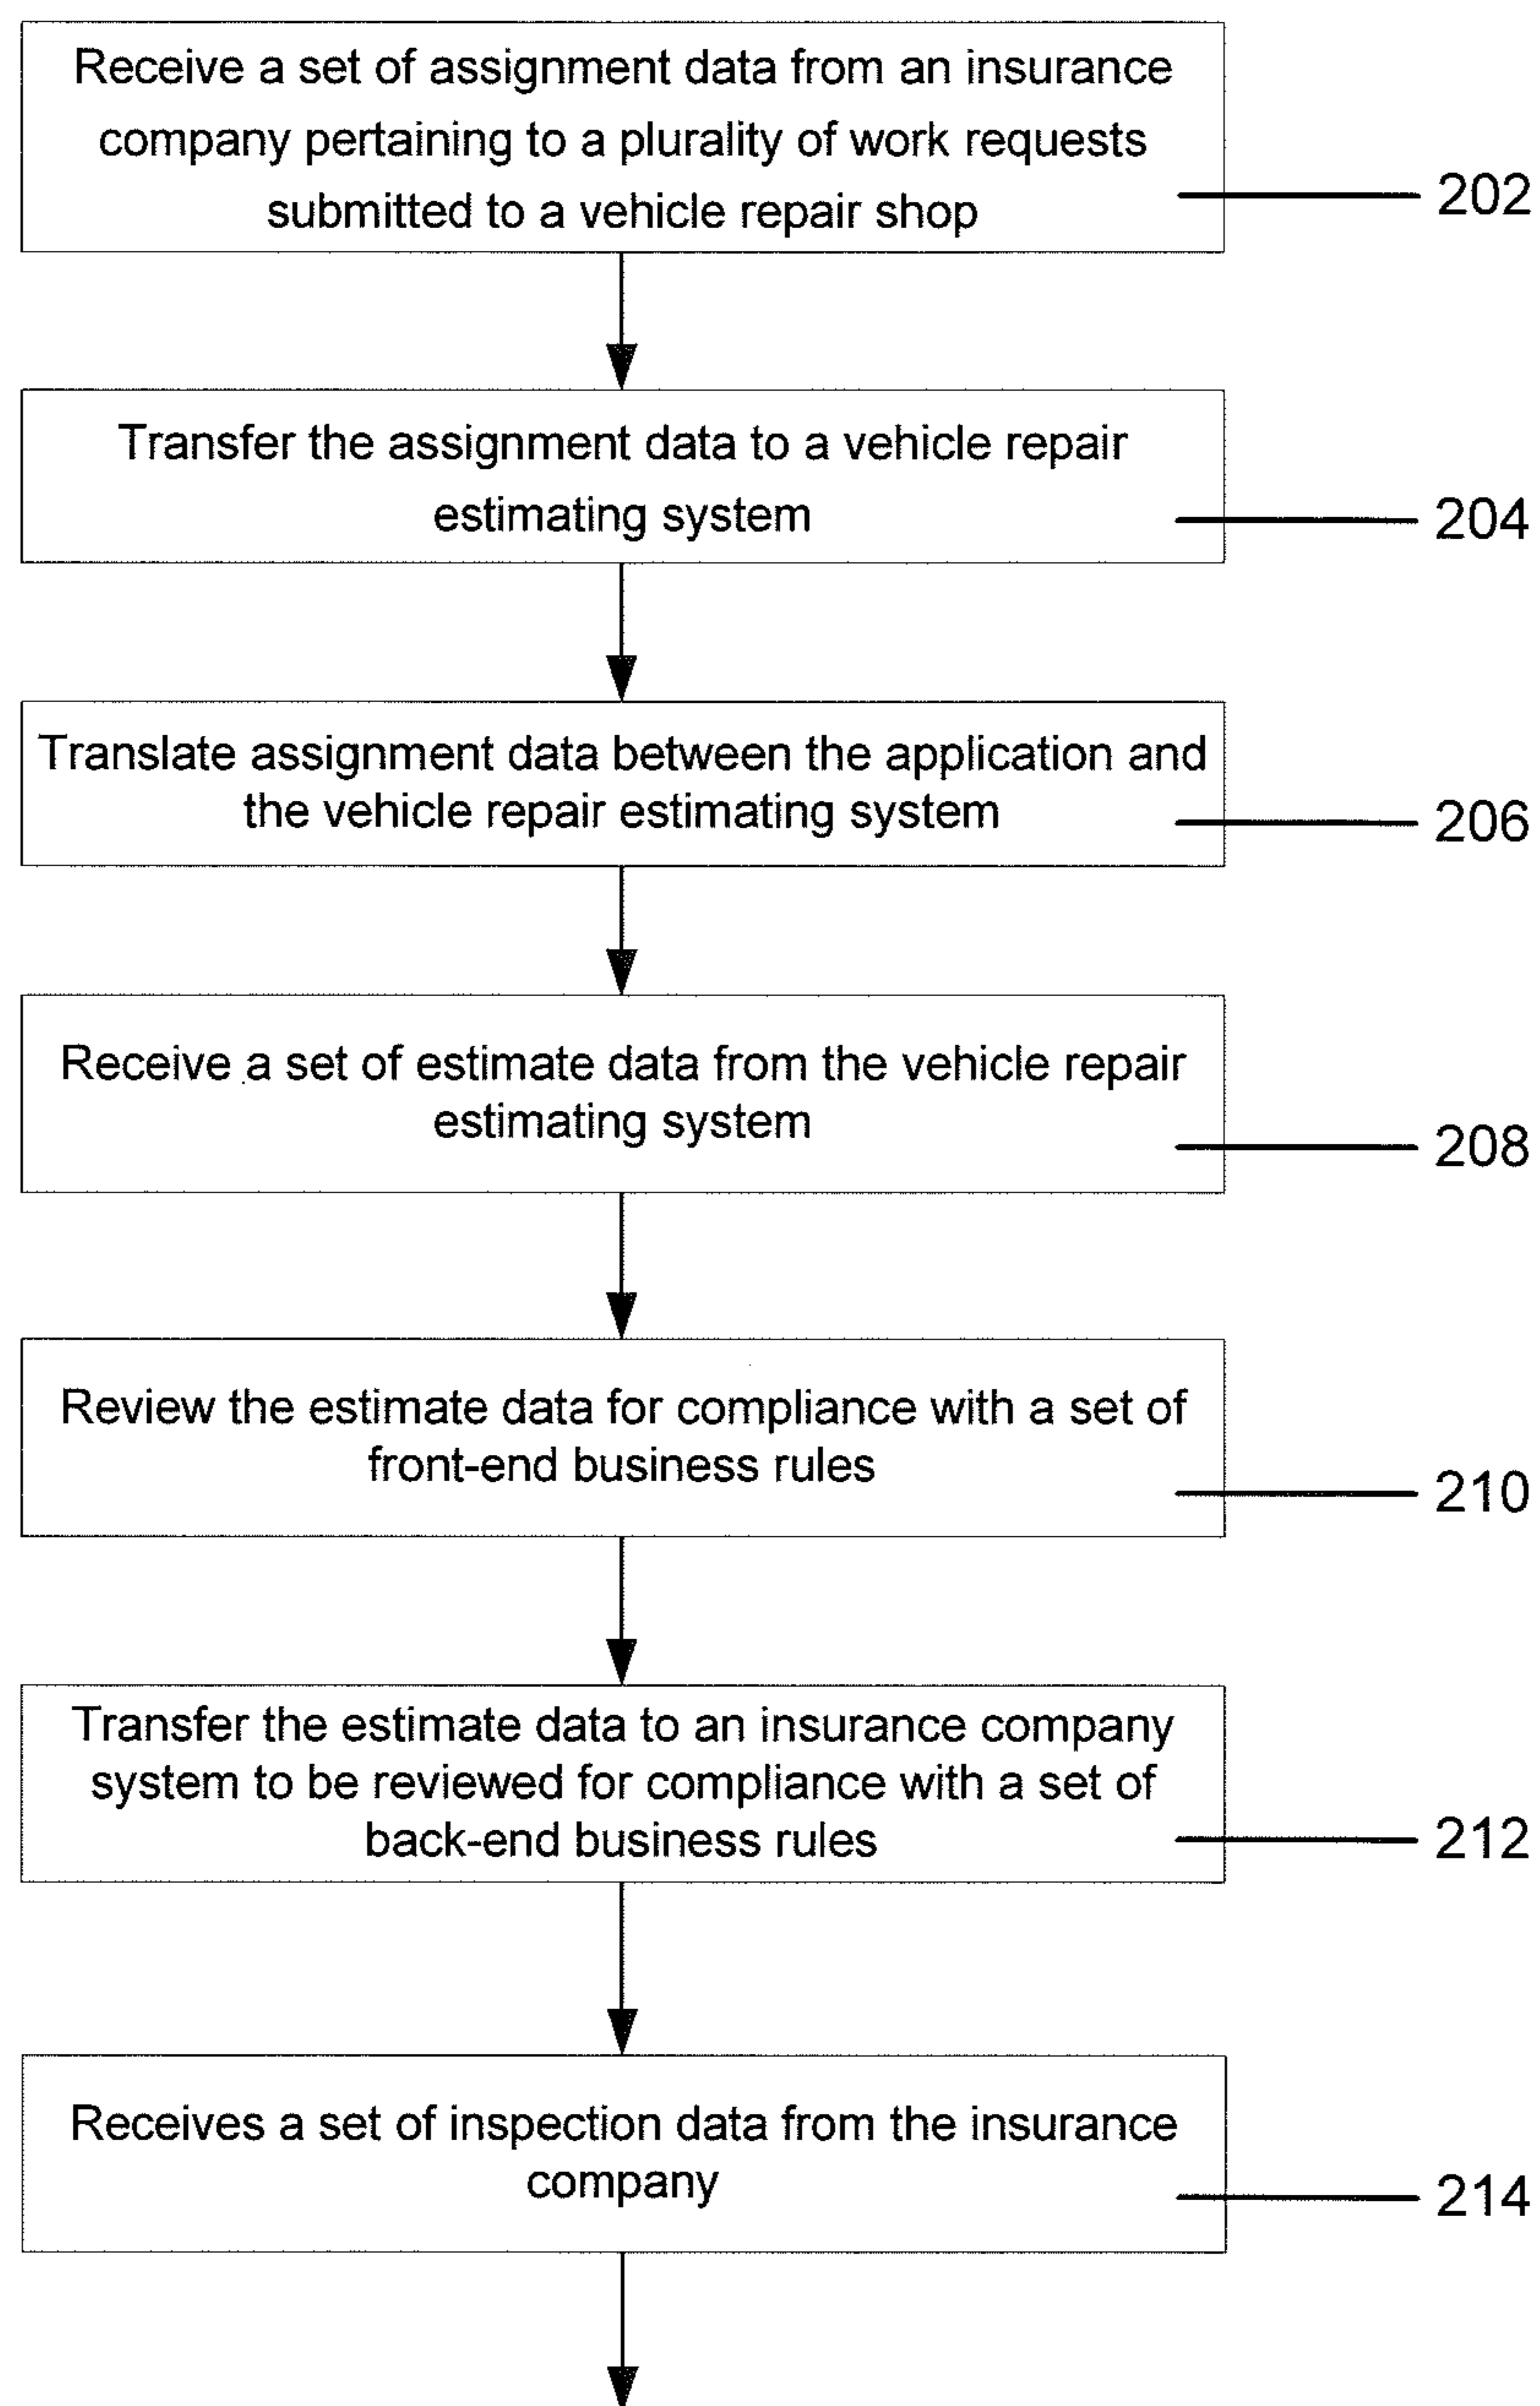 Receive a set of assignment data from an insurance
company pertaining to a plurality of work requests
submitted to a vehicle repair shop
202
Transfer the assignment data to a vehicle repair
estimating system
204
Translate assignment data between the application and
the vehicle repair estimating system
206
Receive a set of estimate data from the vehicle repair
estimating system
208
Review the estimate data for compliance with a set of
front-end business rules
210
Transfer the estimate data to an insurance company
system to be reviewed for compliance with a set of
back-end business rules
212
Receives a set of inspection data from the insurance
company
214